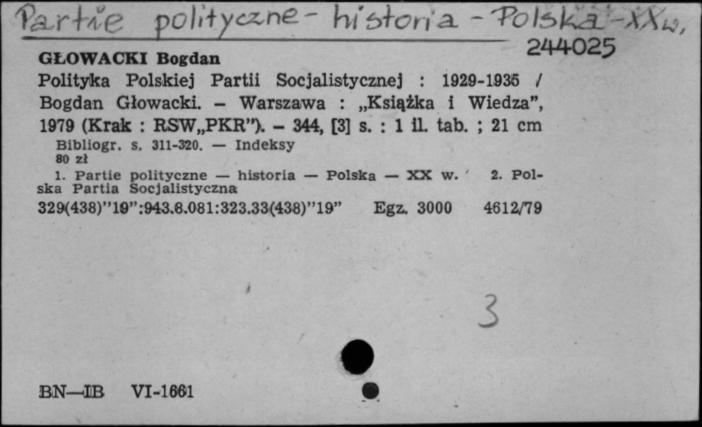 Partie polityczne - historia - Polska - XX w.
244025
GŁOWACKI Bogdan
Polityka Polskiej Partii Socjalistycznej : 1929-1935 /
Bogdan Głowacki. — Warszawa : „Książka i Wiedza”,
1979 (Krak : RSW„PKR”). — 344, [3] s. : 1 il. tab. ; 21 cm
Bibliogr. s. 311-320. — Indeksy
80 zł
1. Partie polityczne — historia — Polska — XX w. 2. Pol-
ska Partia Socjalistyczna
329(438)”19”:943.8.081:323.33(438)”19” Egz. 3000 4612/79
3
BN—IB VI-1661